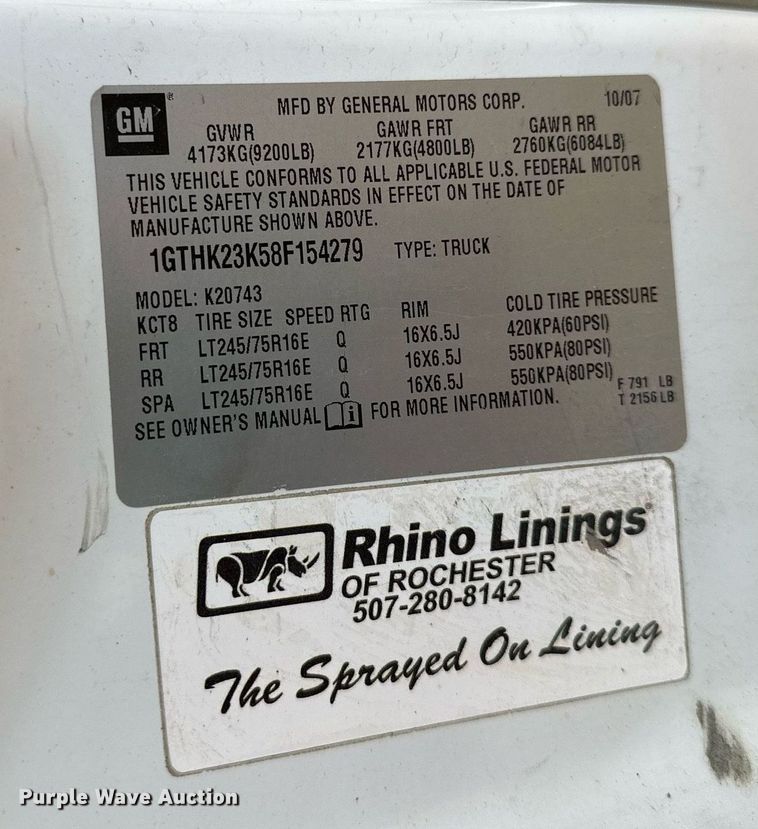 GM® MFD BY GENERAL MOTORS CORP. 10/07
GVWR GAWR FRT GAWR RR
4173KG(9200LB) 2177KG(4800LB) 2760KG(6084LB)
THIS VEHICLE CONFORMS TO ALL APPLICABLE U.S. FEDERAL MOTOR
VEHICLE SAFETY STANDARDS IN EFFECT ON THE DATE OF
MANUFACTURE SHOWN ABOVE.
1GTHK23K58F154279 TYPE: TRUCK
MODEL: K20743
KCT8 TIRE SIZE SPEED RTG RIM COLD TIRE PRESSURE
FRT LT245/75R16E Q 16X6.5J 420KPA(60PSI)
RR LT245/75R16E Q 16X6.5J 550KPA(80PSI)
SPA LT245/75R16E Q 16X6.5J 550KPA(80PSI)
SEE OWNER'S MANUAL i FOR MORE INFORMATION.
F 791 LB
T 2156 LB
Rhino Linings®
OF ROCHESTER
507-280-8142
The Sprayed On Lining
Purple Wave Auction